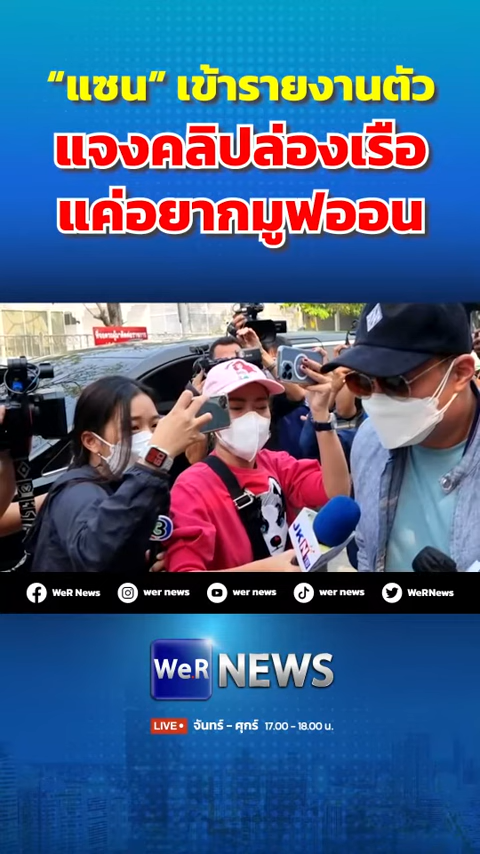 “แซน” เข้ารายงานตัว
แจงคลิปล่องเรือ
แค่อยากมูฟออน
JKN
3
WeR News
wer news
wer news
wer news
WeRNews
WeR NEWS
LIVE จันทร์ - ศุกร์ 17.00 - 18.00 น.